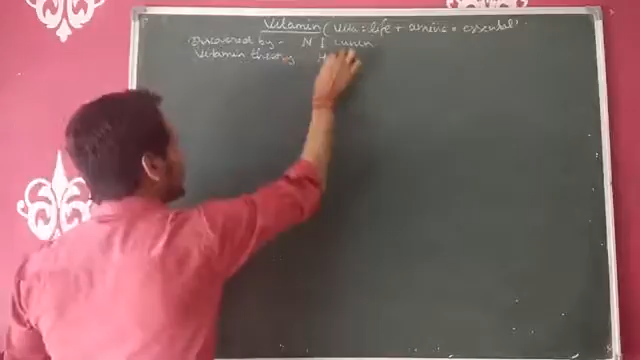 Vitamin (Vita = life + amine = essential)
Discovered by - N I Lunin
Vitamin theory H